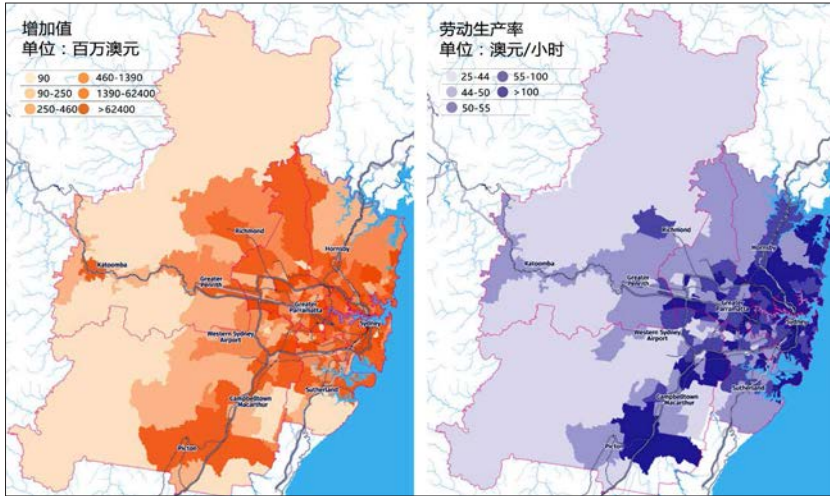 增加值
单位：百万澳元
90 460-1390
90-250 1390-62400
250-460 >62400
Richmond
Hornsby
Katoomba
Greater
Penrith
Greater
Parramatta
Sydney
Western Sydney
Airport
Sutherland
Campbelltown
Macarthur
Picton
劳动生产率
单位：澳元/小时
25-44 55-100
44-50 >100
50-55
Richmond
Hornsby
Katoomba
Greater
Penrith
Greater
Parramatta
Sydney
Western Sydney
Airport
Sutherland
Campbelltown
Macarthur
Picton